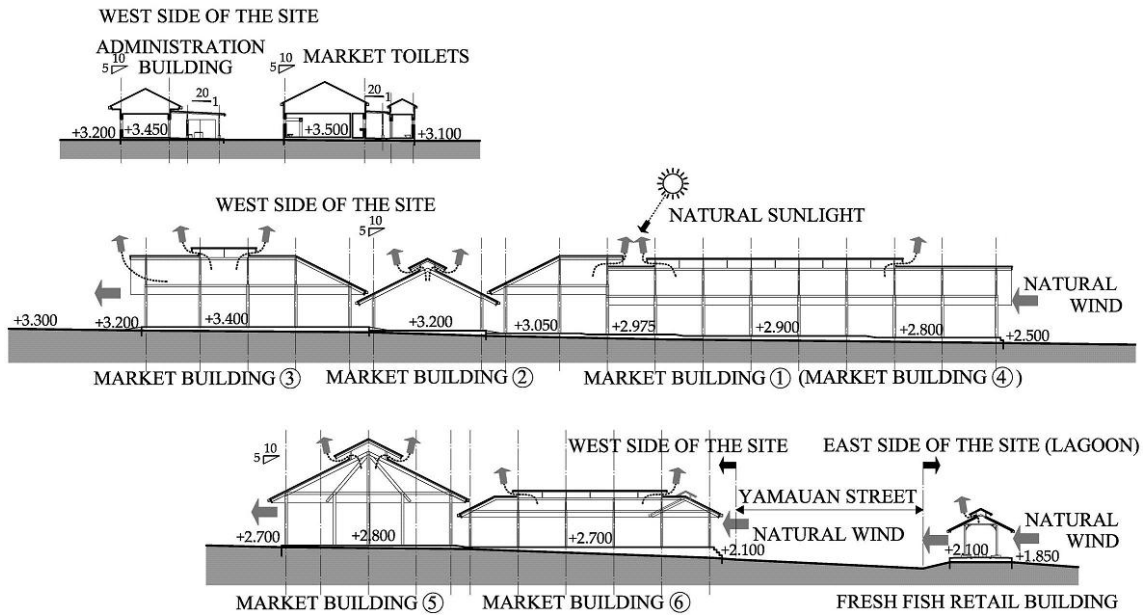 WEST SIDE OF THE SITE
ADMINISTRATION
BUILDING
10
5
MARKET TOILETS
10
5
20
1
20
1
+3.200
+3.450
+3.500
+3.100
WEST SIDE OF THE SITE
10
5
NATURAL SUNLIGHT
NATURAL
WIND
+3.300
+3.200
+3.400
+3.200
+3.050
+2.975
+2.900
+2.800
+2.500
MARKET BUILDING ③
MARKET BUILDING ②
MARKET BUILDING ① (MARKET BUILDING ④)
10
5
WEST SIDE OF THE SITE
EAST SIDE OF THE SITE (LAGOON)
YAMAUAN STREET
NATURAL WIND
NATURAL
WIND
+2.700
+2.800
+2.700
+2.100
+2.100
+1.850
MARKET BUILDING ⑤
MARKET BUILDING ⑥
FRESH FISH RETAIL BUILDING